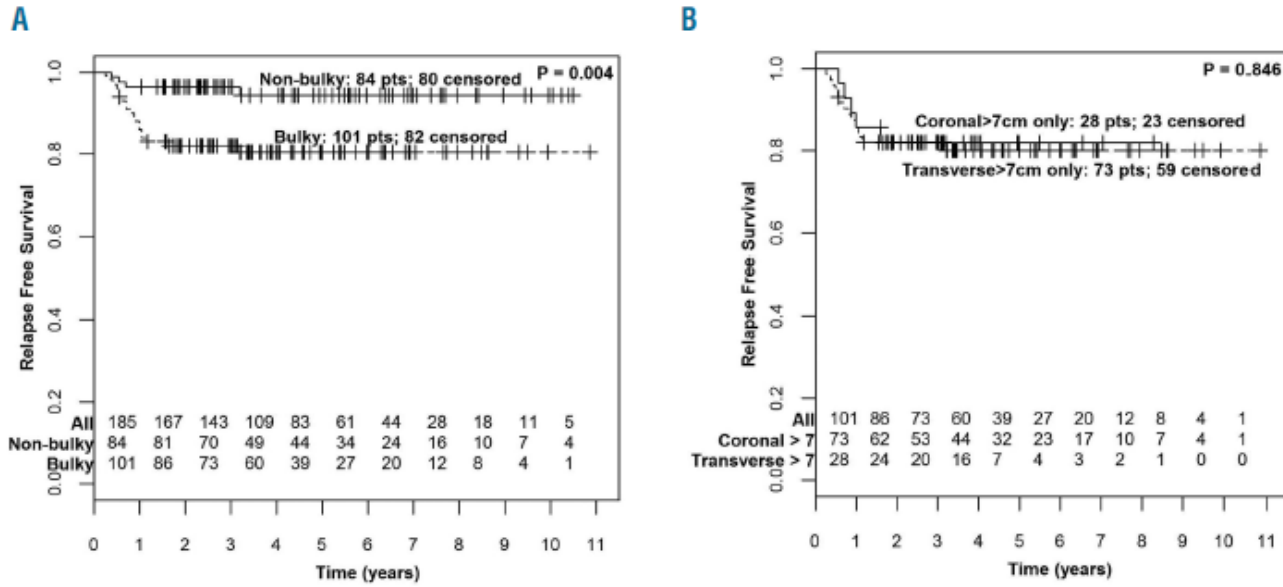 A
Relapse Free Survival
1.0
0.8
0.6
0.4
0.2
0.0
Non-bulky: 84 pts; 80 censored
P = 0.004
Bulky: 101 pts; 82 censored
All 185 167 143 109 83 61 44 28 18 11 5
Non-bulky 84 81 70 49 44 34 24 16 10 7 4
Bulky 101 86 73 60 39 27 20 12 8 4 1
0 1 2 3 4 5 6 7 8 9 10 11
Time (years)
B
Relapse Free Survival
1.0
0.8
0.6
0.4
0.2
0.0
P = 0.846
Coronal>7cm only: 28 pts; 23 censored
Transverse>7cm only: 73 pts; 59 censored
All 101 86 73 60 39 27 20 12 8 4 1
Coronal > 7 73 62 53 44 32 23 17 10 7 4 1
Transverse > 7 28 24 20 16 7 4 3 2 1 0 0
0 1 2 3 4 5 6 7 8 9 10 11
Time (years)